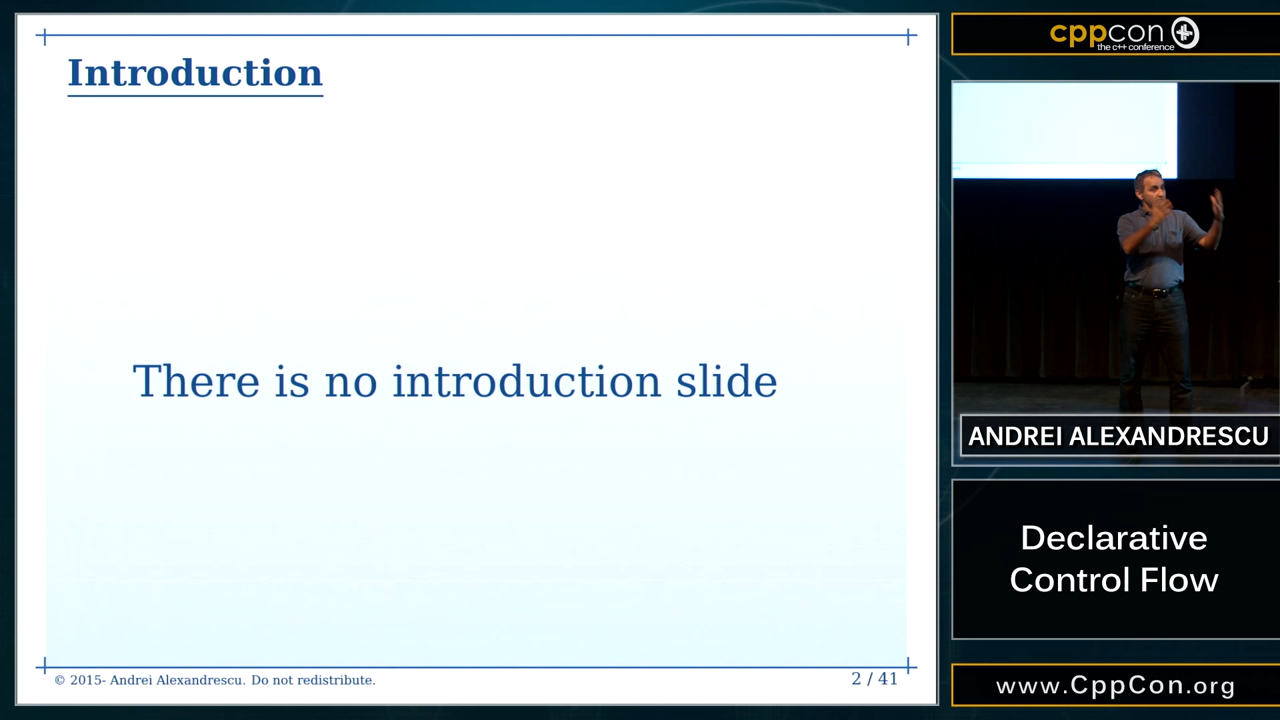 Introduction
There is no introduction slide
© 2015- Andrei Alexandrescu. Do not redistribute.
2 / 41
cppcon
the c++ conference
ANDREI ALEXANDRESCU
Declarative
Control Flow
www.CppCon.org